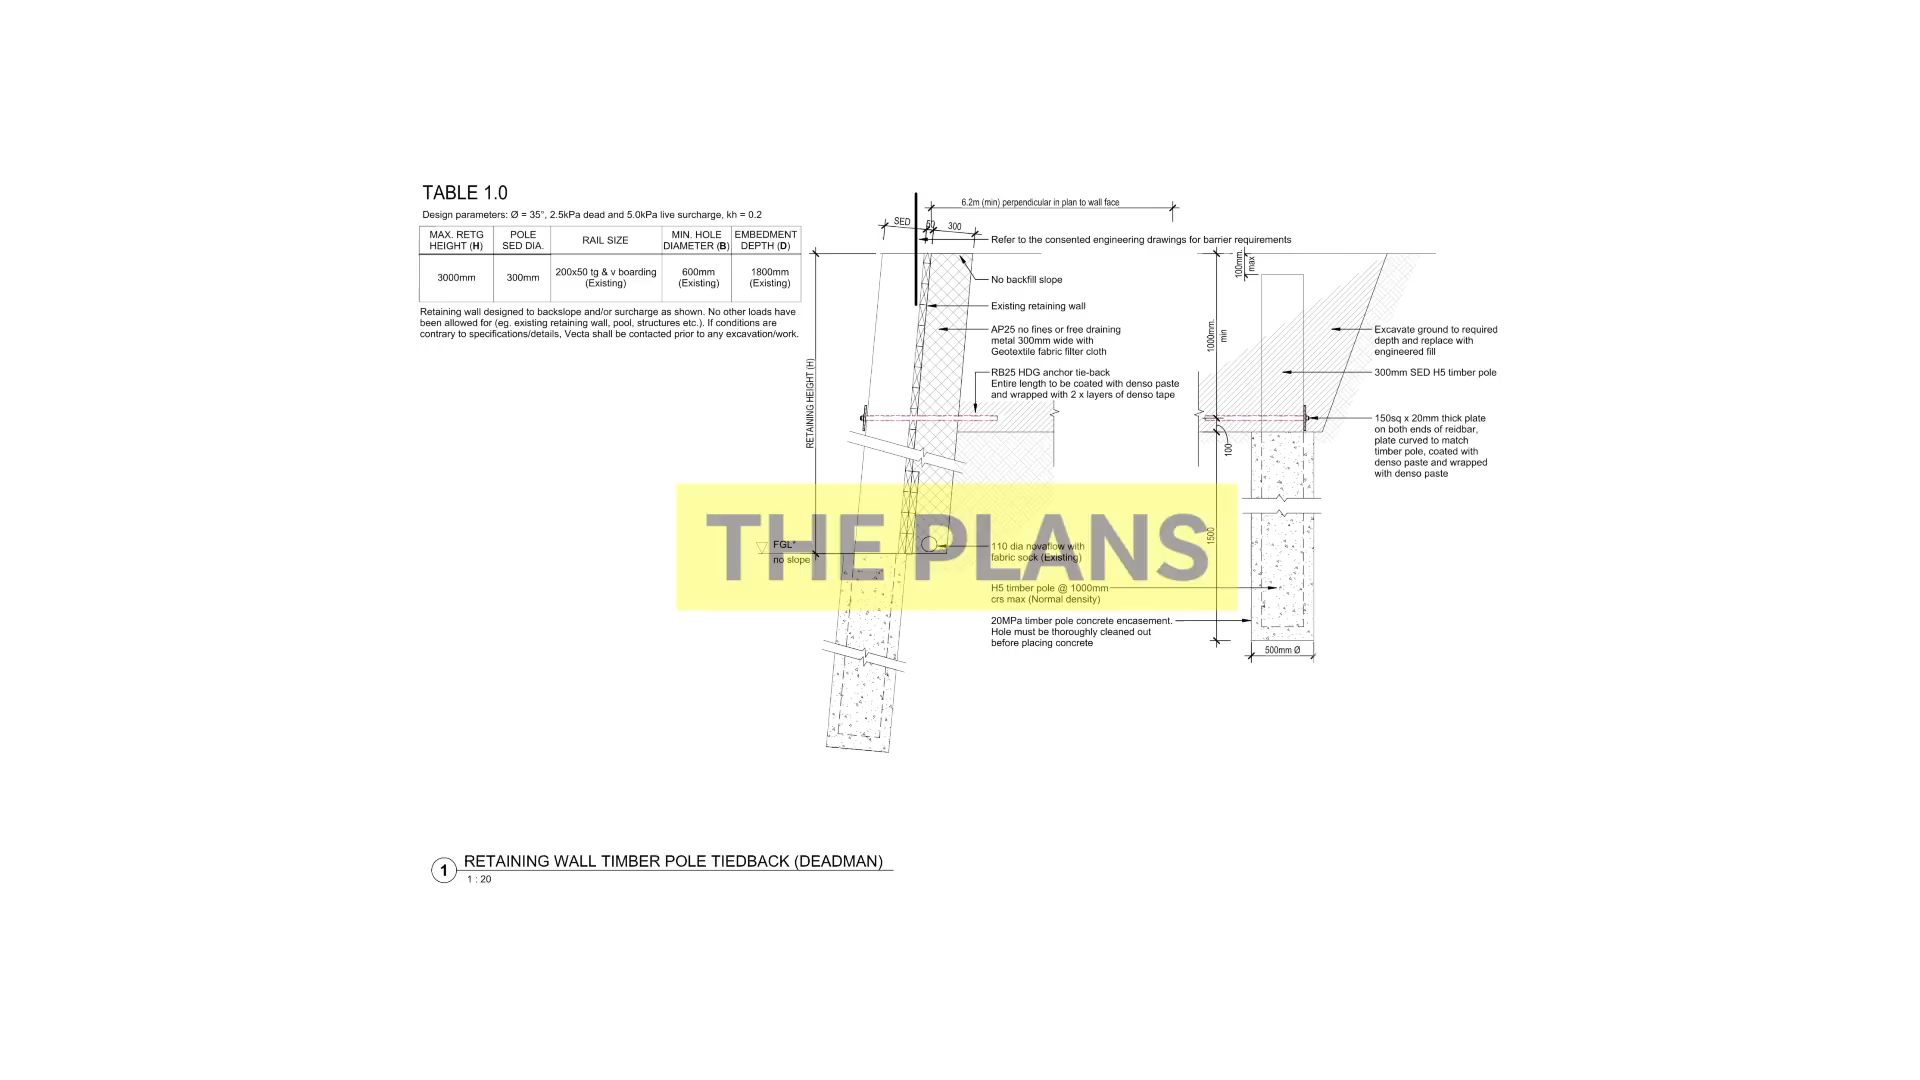 TABLE 1.0
Design parameters: Ø = 35°, 2.5kPa dead and 5.0kPa live surcharge, kh = 0.2
MAX. RETG
HEIGHT (H)
POLE
SED DIA.
RAIL SIZE
MIN. HOLE
DIAMETER (B)
EMBEDMENT
DEPTH (D)
3000mm
300mm
200x50 tg & v boarding
(Existing)
600mm
(Existing)
1800mm
(Existing)
Retaining wall designed to backslope and/or surcharge as shown. No other loads have
been allowed for (eg. existing retaining wall, pool, structures etc.). If conditions are
contrary to specifications/details, Vecta shall be contacted prior to any excavation/work.
6.2m (min) perpendicular in plan to wall face
SED
50
300
Refer to the consented engineering drawings for barrier requirements
No backfill slope
Existing retaining wall
AP25 no fines or free draining
metal 300mm wide with
Geotextile fabric filter cloth
RB25 HDG anchor tie-back
Entire length to be coated with denso paste
and wrapped with 2 x layers of denso tape
RETAINING HEIGHT (H)
FGL*
no slope
THE PLANS
110 dia novaflow with
fabric sock (Existing)
H5 timber pole @ 1000mm
crs max (Normal density)
20MPa timber pole concrete encasement.
Hole must be thoroughly cleaned out
before placing concrete
100mm.
max
1000mm.
min
100
1500
500mm Ø
Excavate ground to required
depth and replace with
engineered fill
300mm SED H5 timber pole
150sq x 20mm thick plate
on both ends of reidbar,
plate curved to match
timber pole, coated with
denso paste and wrapped
with denso paste
1
RETAINING WALL TIMBER POLE TIEDBACK (DEADMAN)
1 : 20